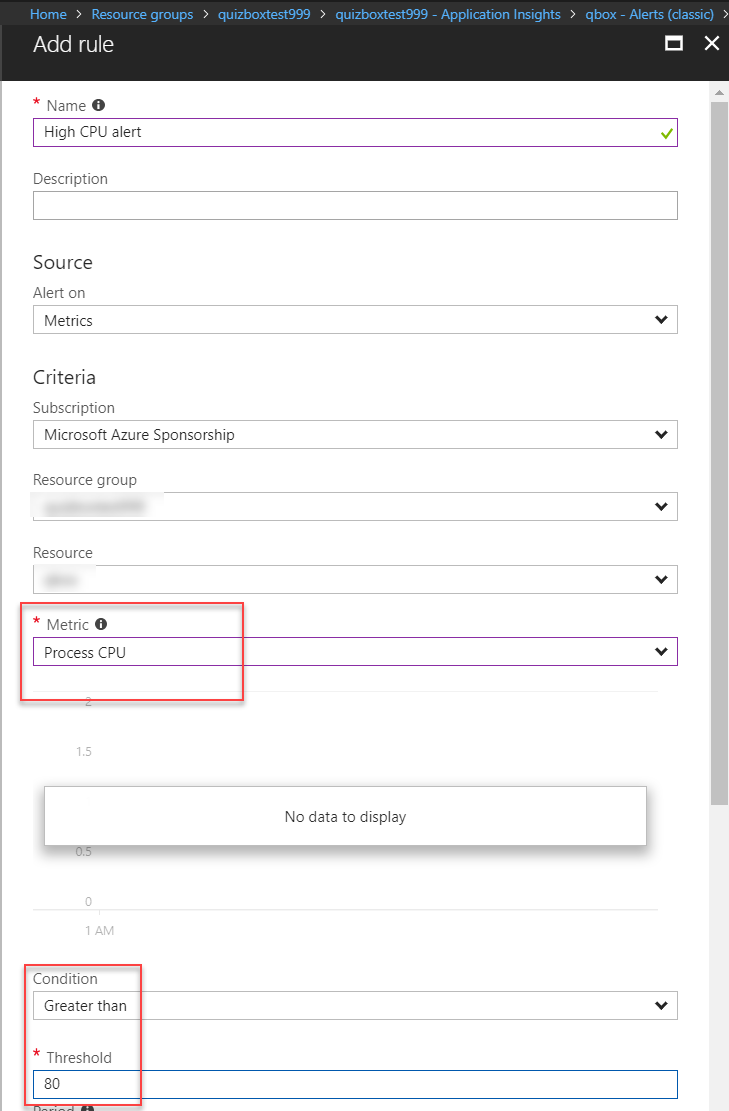 Home > Resource groups > quizboxtest999 > quizboxtest999 - Application Insights > qbox - Alerts (classic) >
Add rule
* Name
High CPU alert
Description
Source
Alert on
Metrics
Criteria
Subscription
Microsoft Azure Sponsorship
Resource group
Resource
* Metric
Process CPU
2
1.5
No data to display
0.5
0
1 AM
Condition
Greater than
* Threshold
80
Period